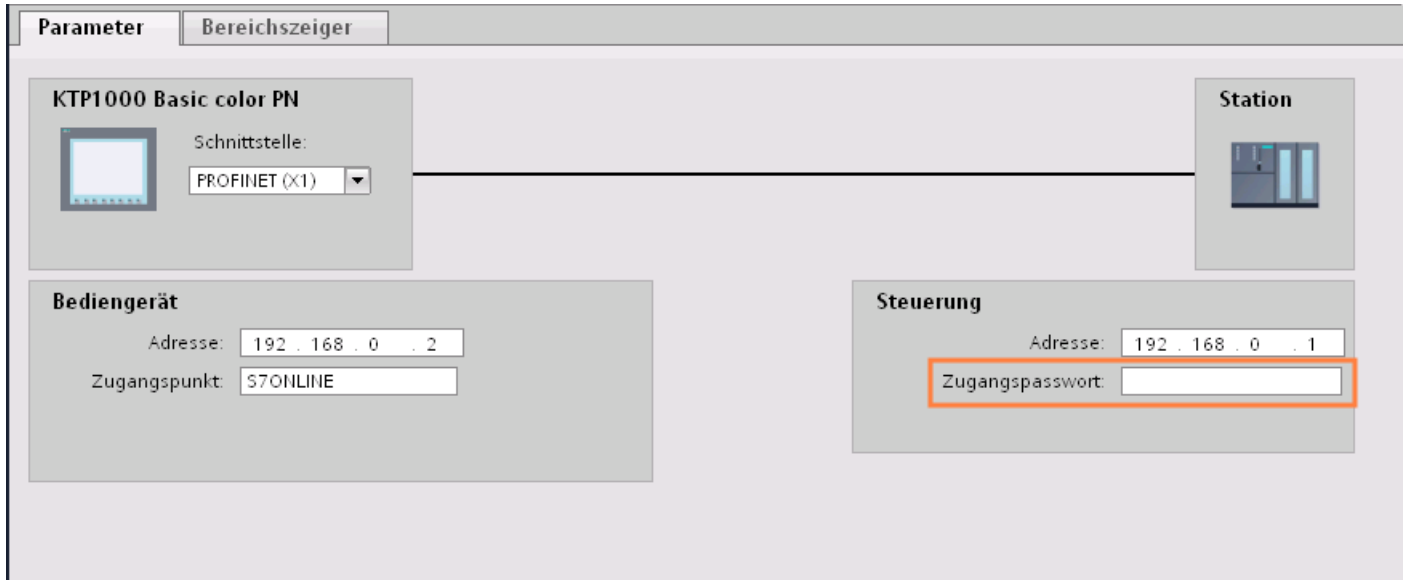 Parameter
Bereichszeiger
KTP1000 Basic color PN
Schnittstelle:
PROFINET (X1)
Station
Bediengerät
Adresse: 192 . 168 . 0 . 2
Zugangspunkt: S7ONLINE
Steuerung
Adresse: 192 . 168 . 0 . 1
Zugangspasswort: